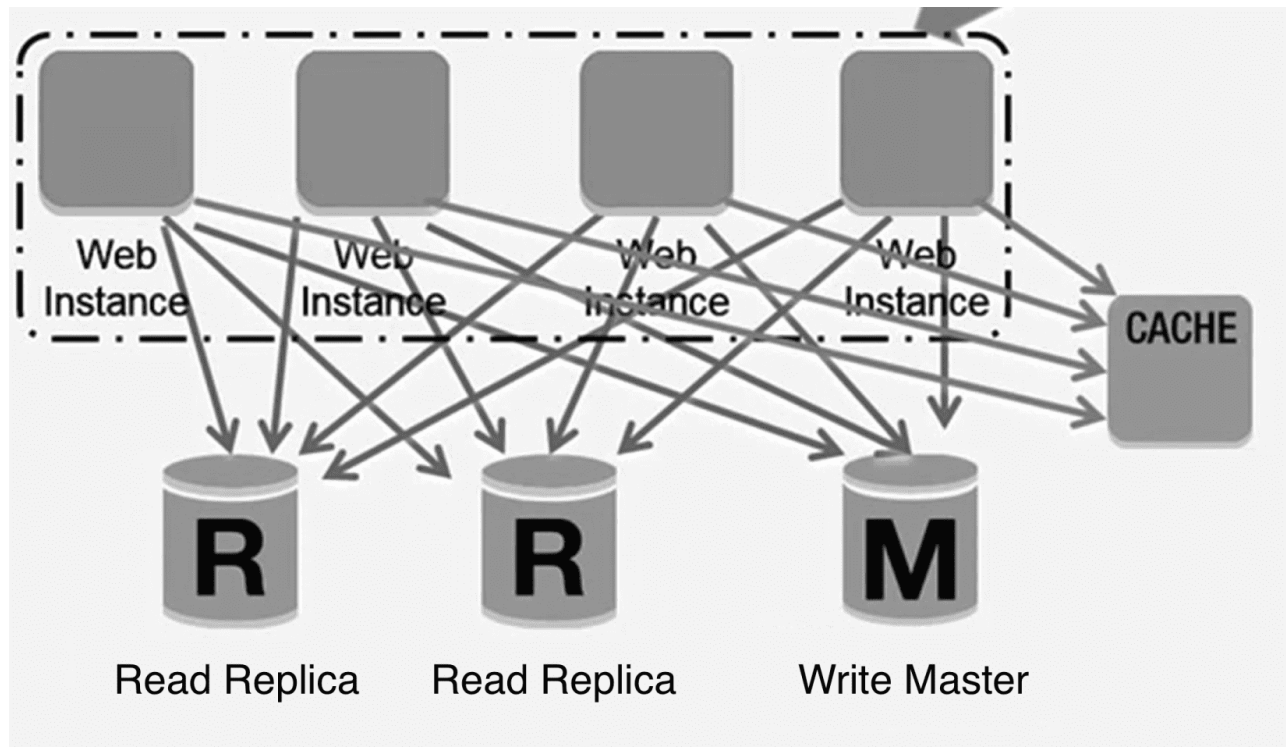 Web
Instance
Web
Instance
Web
Instance
Web
Instance
CACHE
R
R
M
Read Replica
Read Replica
Write Master